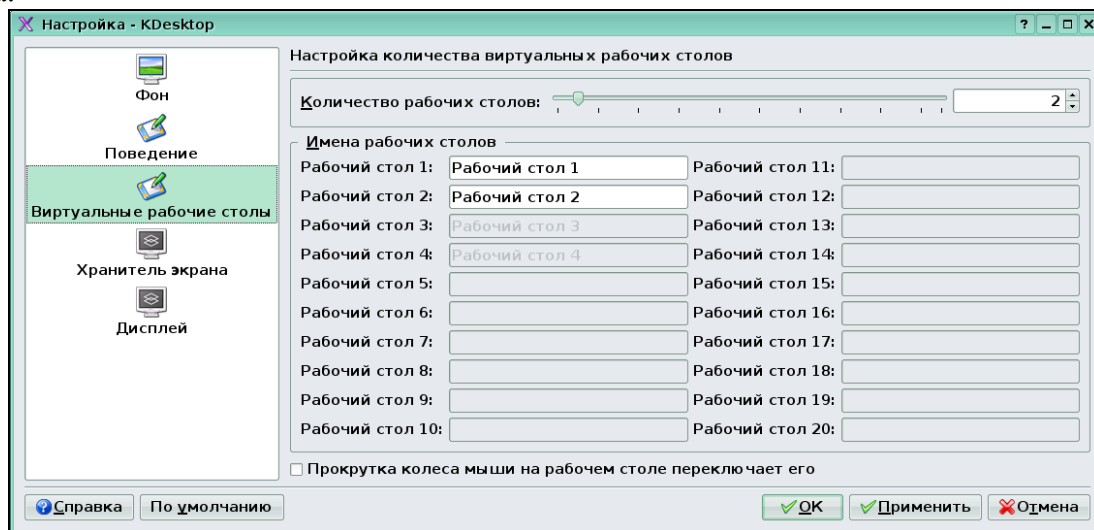 Настройка - KDesktop
Фон
Поведение
Виртуальные рабочие столы
Хранитель экрана
Дисплей
Настройка количества виртуальных рабочих столов
Количество рабочих столов: 2
Имена рабочих столов
Рабочий стол 1: Рабочий стол 1 Рабочий стол 11:
Рабочий стол 2: Рабочий стол 2 Рабочий стол 12:
Рабочий стол 3: Рабочий стол 3 Рабочий стол 13:
Рабочий стол 4: Рабочий стол 4 Рабочий стол 14:
Рабочий стол 5: Рабочий стол 15:
Рабочий стол 6: Рабочий стол 16:
Рабочий стол 7: Рабочий стол 17:
Рабочий стол 8: Рабочий стол 18:
Рабочий стол 9: Рабочий стол 19:
Рабочий стол 10: Рабочий стол 20:
Прокрутка колеса мыши на рабочем столе переключает его
Справка По умолчанию OK Применить Отмена